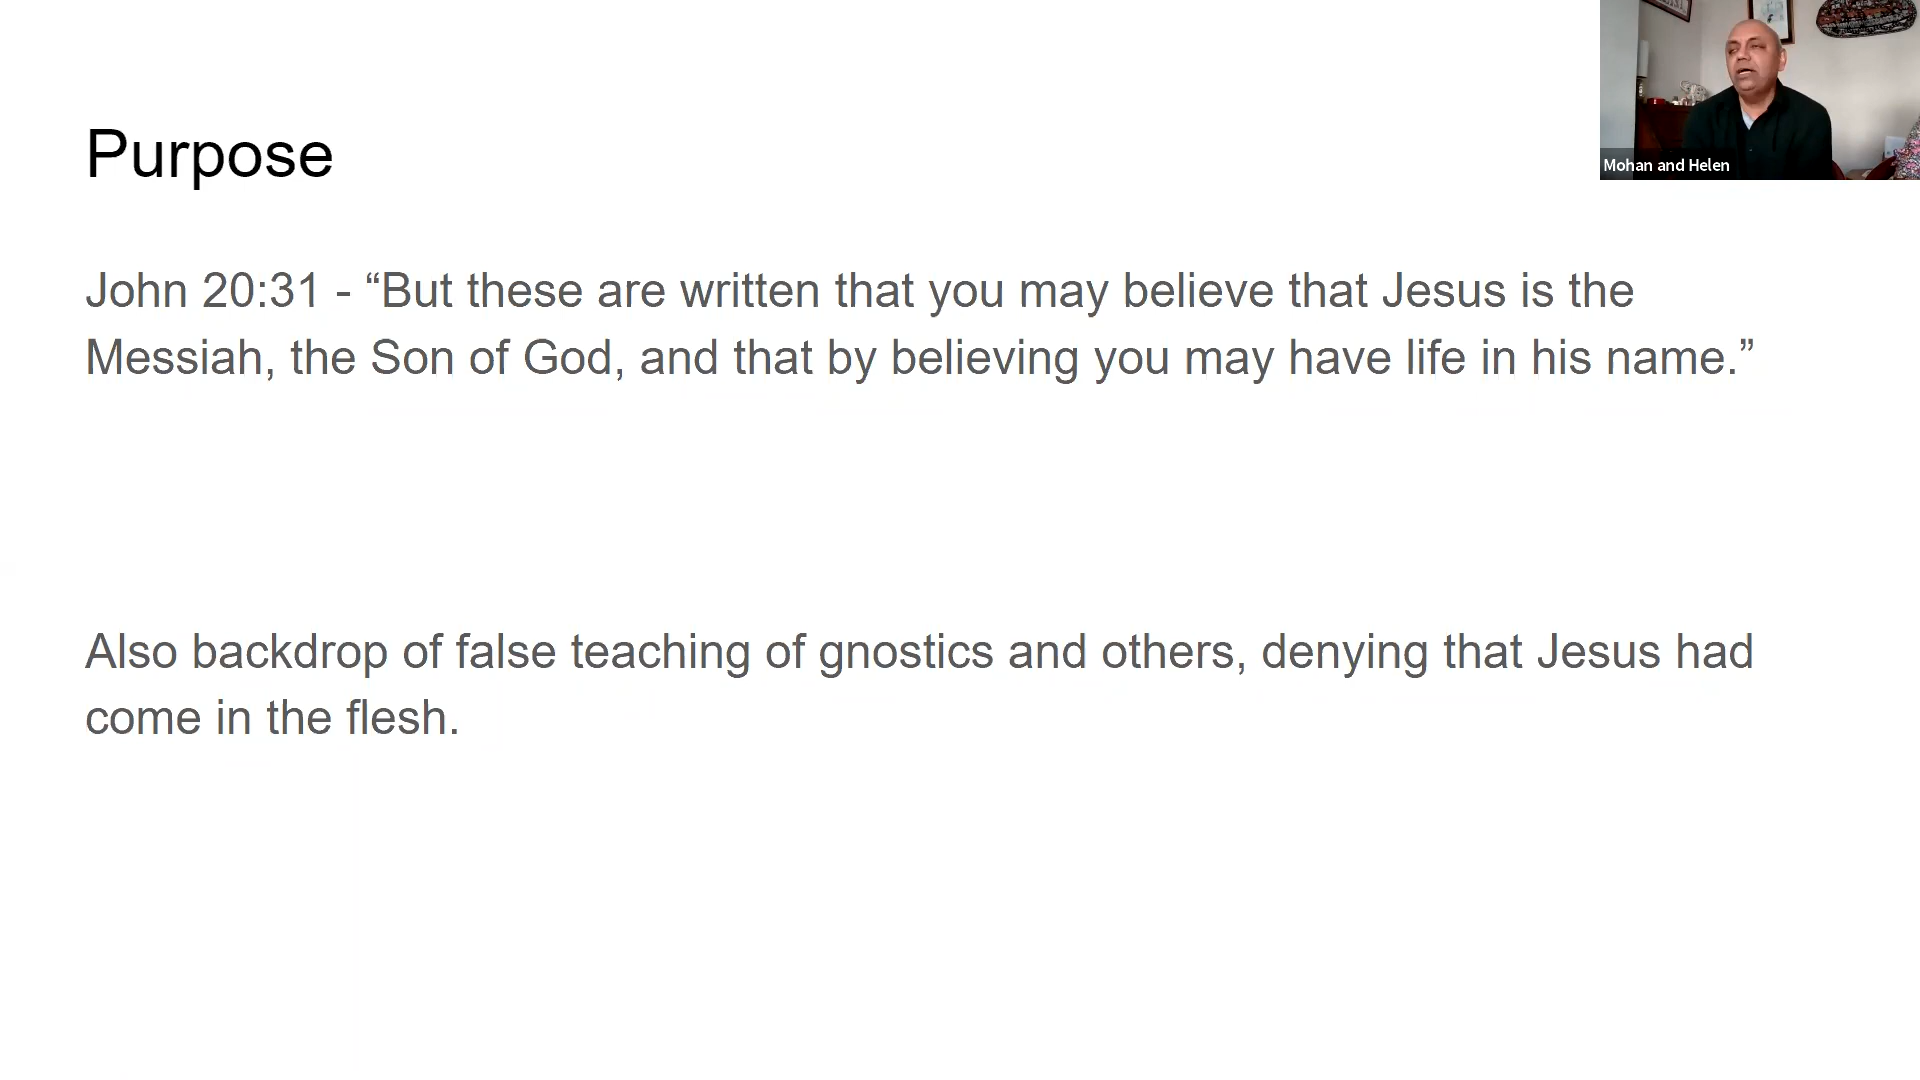 Purpose
John 20:31 - “But these are written that you may believe that Jesus is the
Messiah, the Son of God, and that by believing you may have life in his name.”
Also backdrop of false teaching of gnostics and others, denying that Jesus had
come in the flesh.
Mohan and Helen